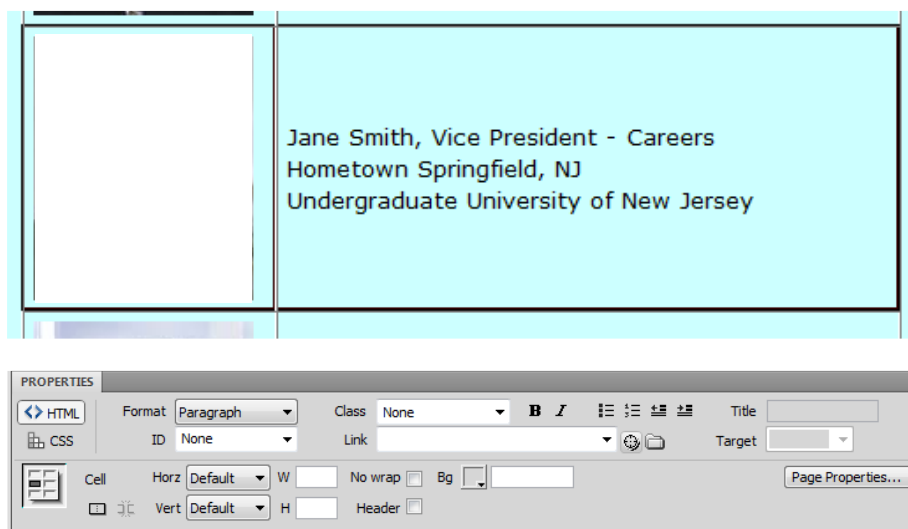 Jane Smith, Vice President - Careers
Hometown Springfield, NJ
Undergraduate University of New Jersey
PROPERTIES
<> HTML Format Paragraph Class None B I Title
CSS ID None Link Target
Cell Horz Default W No wrap Bg Page Properties...
Vert Default H Header